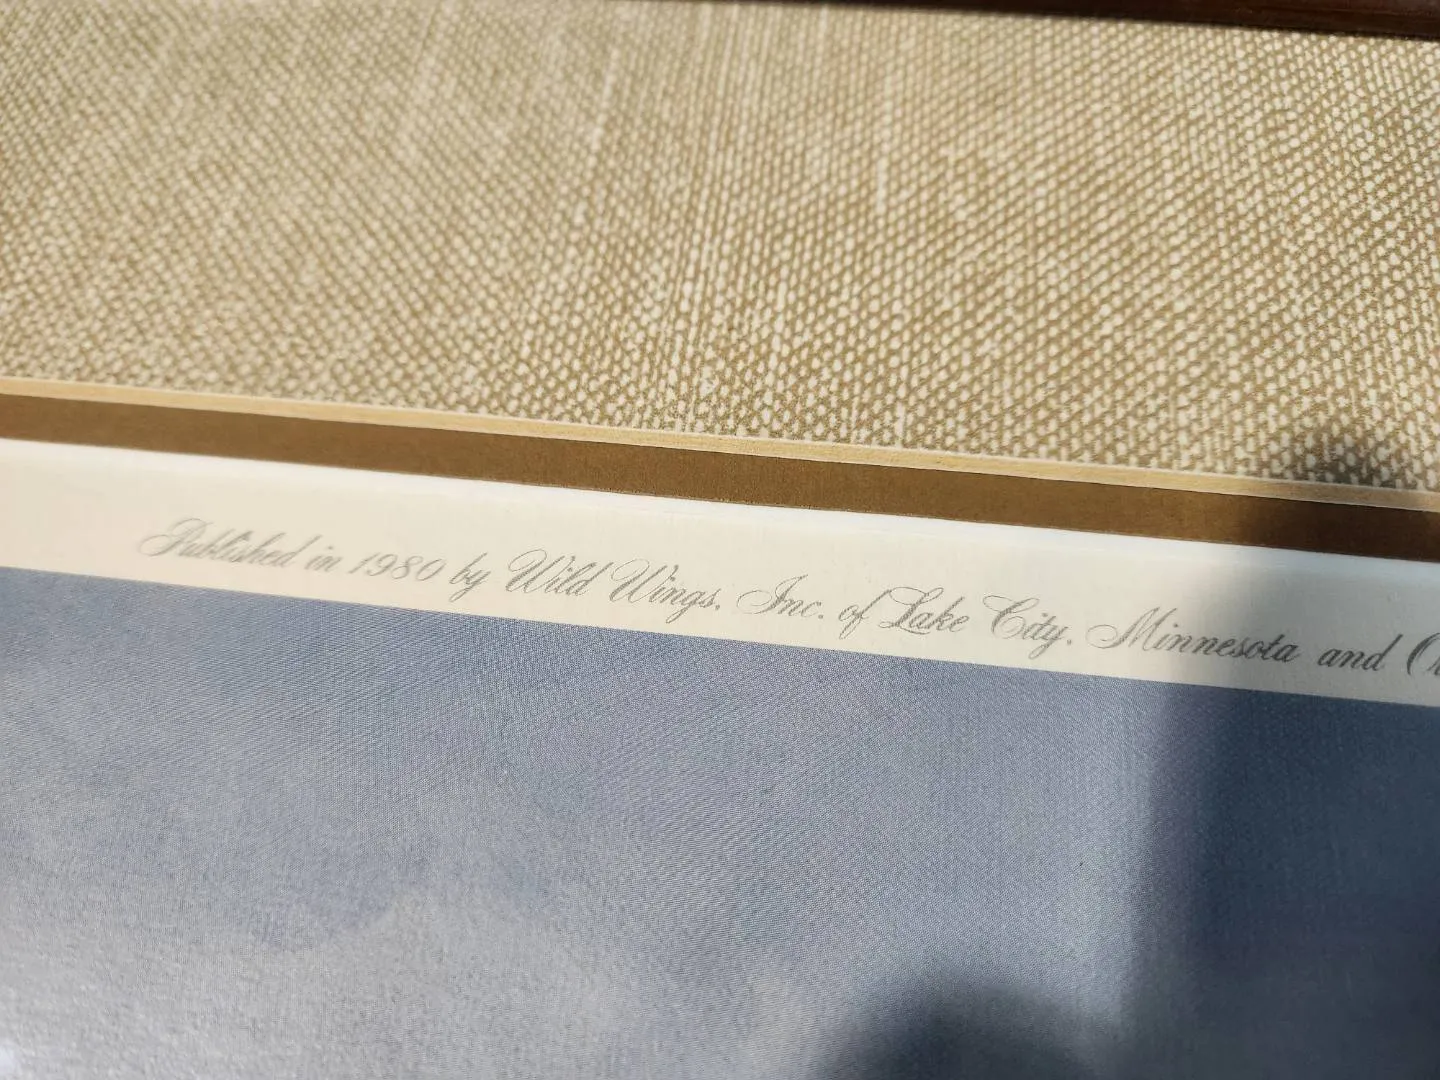 Published in 1980 by Wild Wings, Inc. of Lake City, Minnesota and